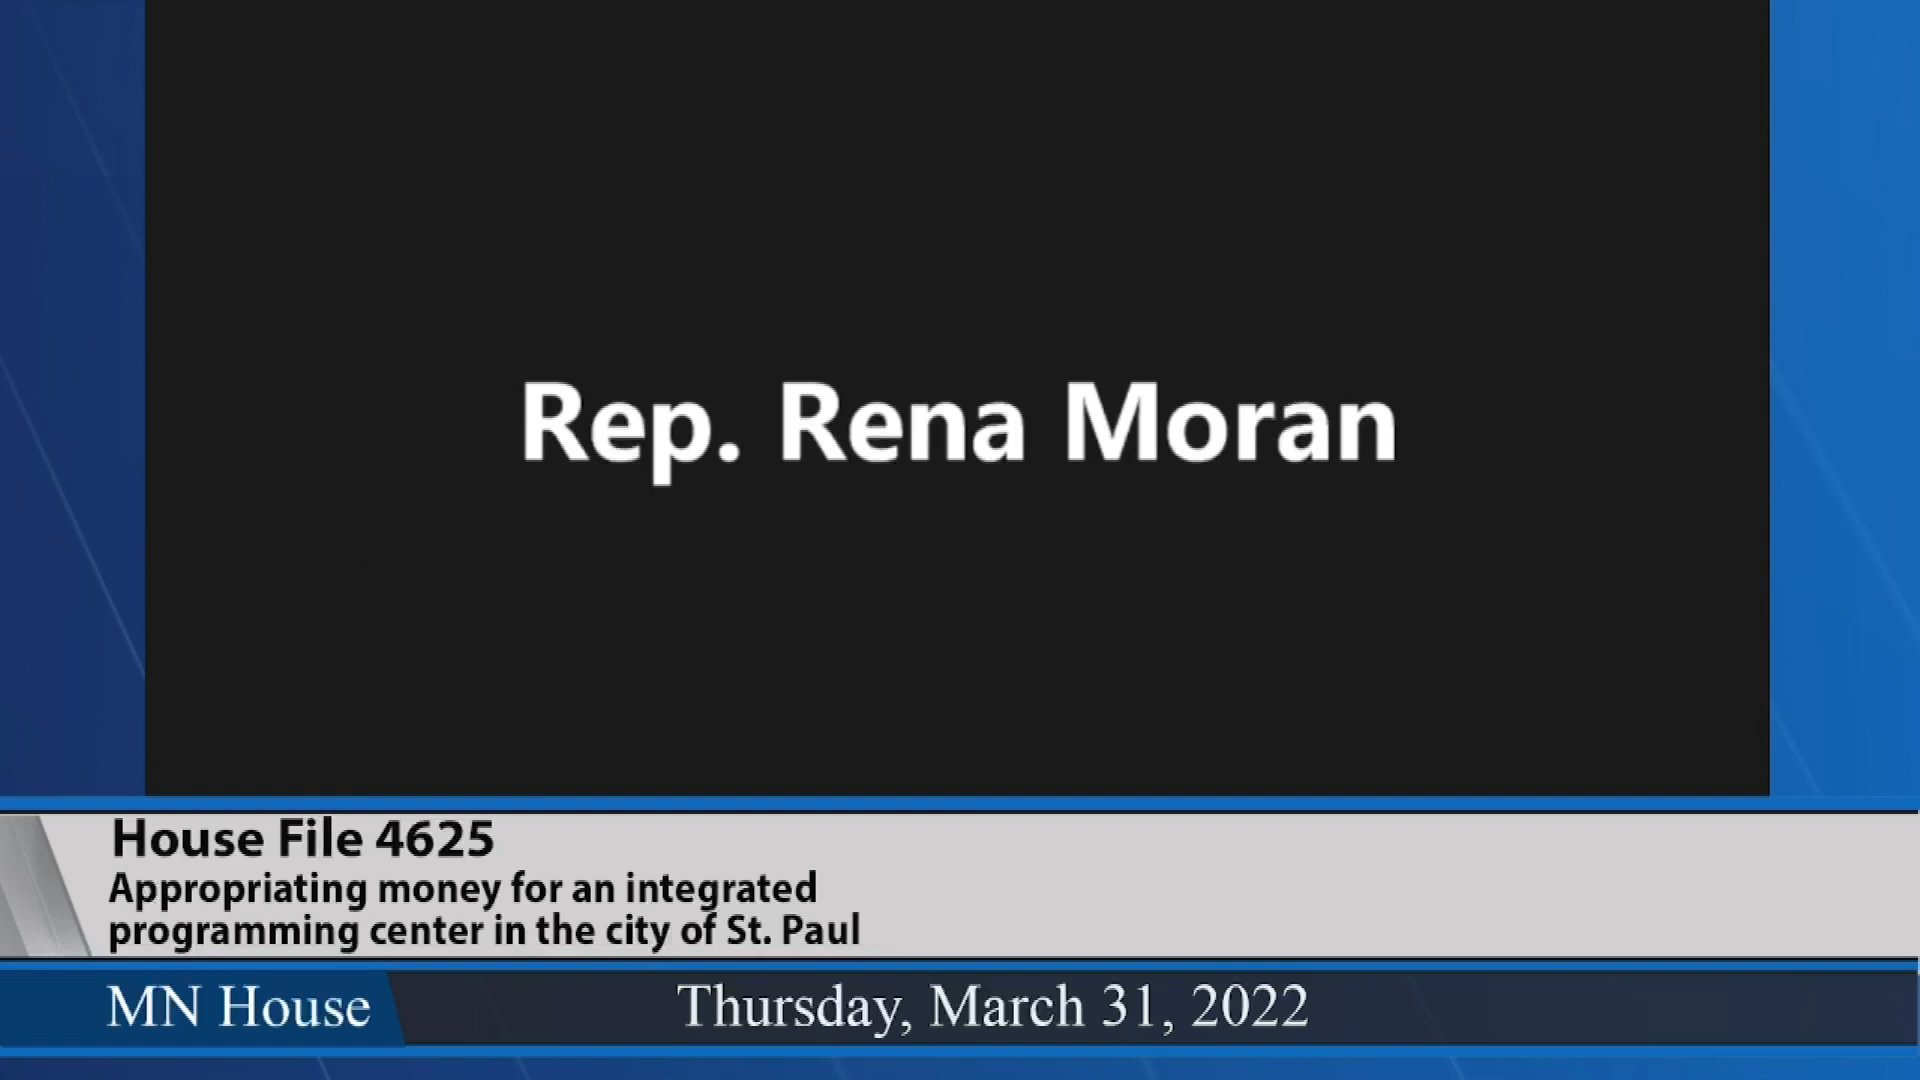 Rep. Rena Moran
House File 4625
Appropriating money for an integrated
programming center in the city of St. Paul
MN House
Thursday, March 31, 2022